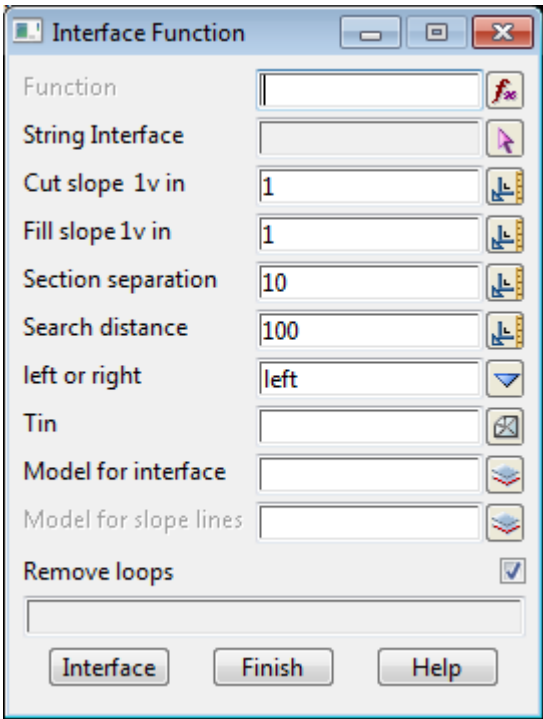 Interface Function
Function
String Interface
Cut slope 1v in 1
Fill slope 1v in 1
Section separation 10
Search distance 100
left or right left
Tin
Model for interface
Model for slope lines
Remove loops
Interface Finish Help